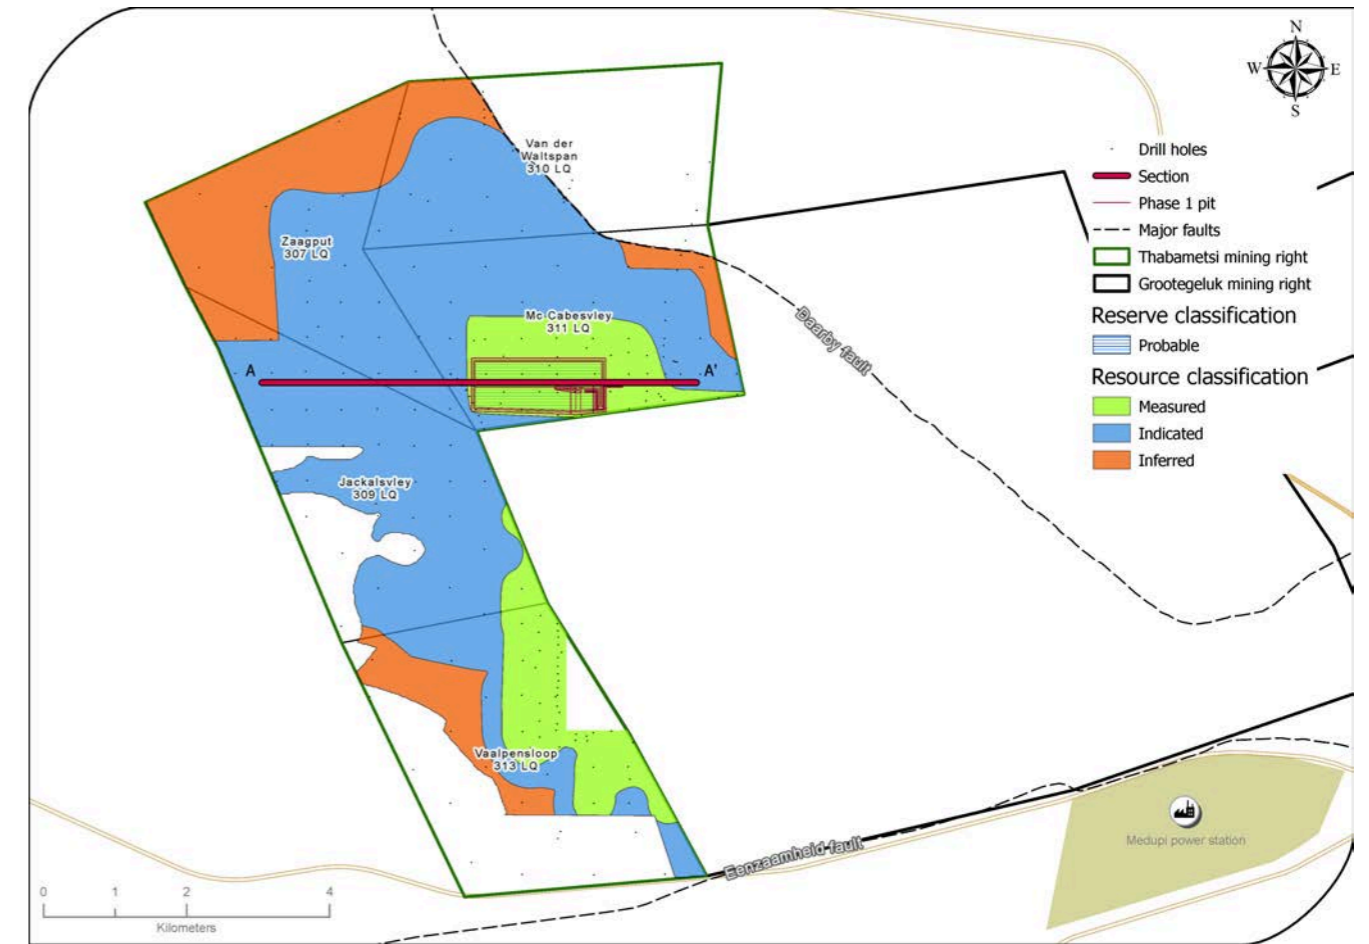 N
W E
S
Drill holes
Section
Phase 1 pit
Major faults
Thabametsi mining right
Grootegeluk mining right
Reserve classification
Probable
Resource classification
Measured
Indicated
Inferred
Van der
Waltspan
310 LQ
Zaagput
307 LQ
Mc Cabesvley
311 LQ
Daarby fault
A
A'
Jackalsvley
309 LQ
Vaalpensloop
313 LQ
Medupi power station
Eenzaamheid fault
0 1 2 4
Kilometers